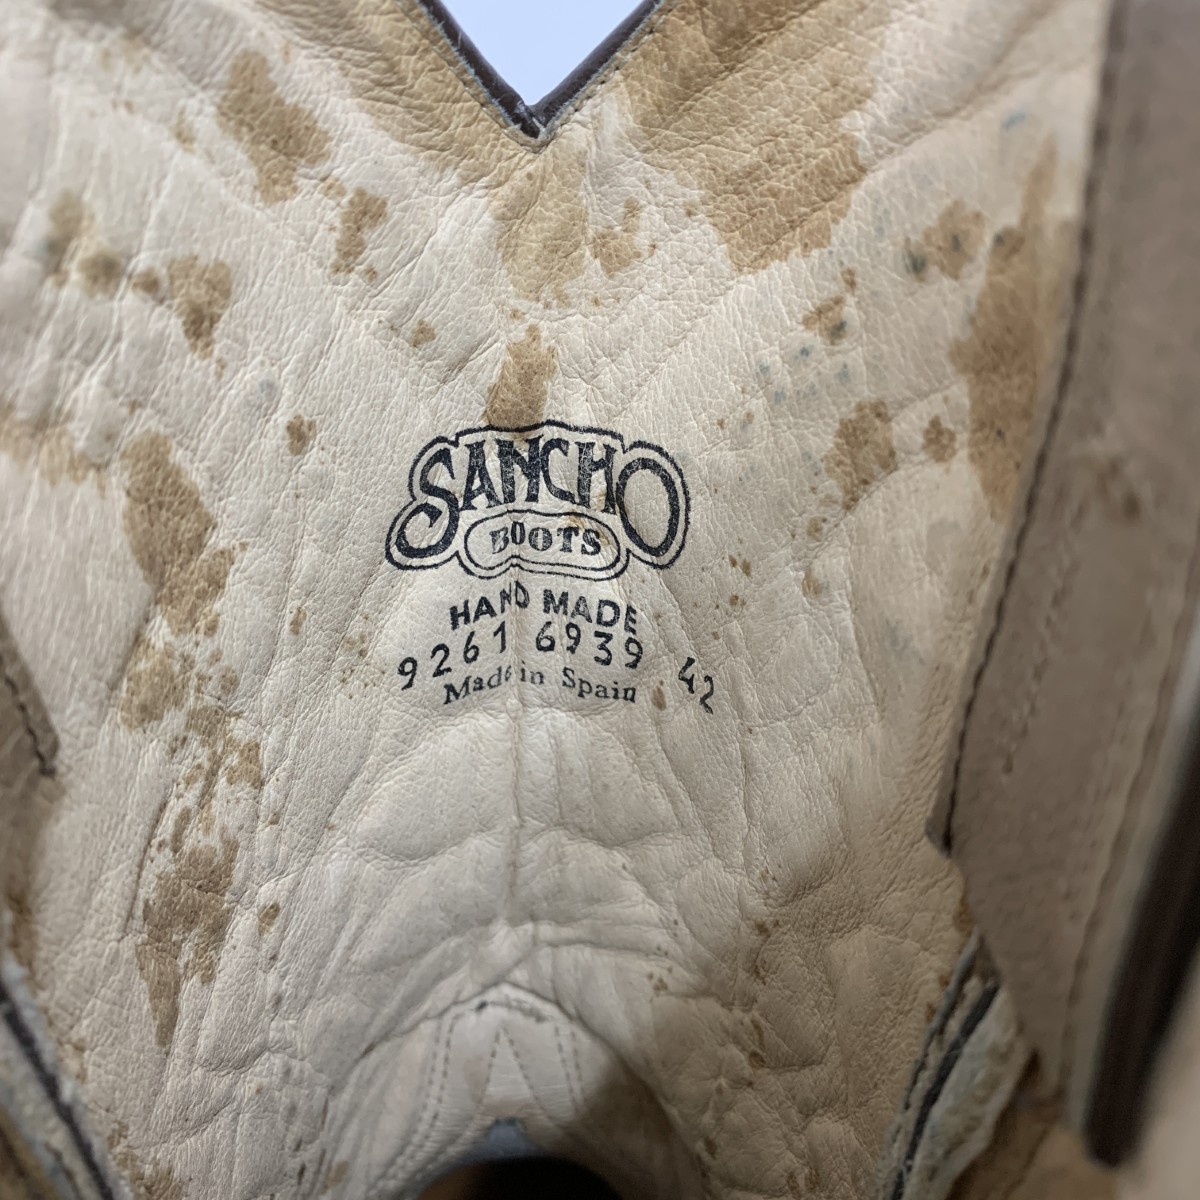 SANCHO
BOOTS
HAND MADE
9261 6939 42
Made in Spain